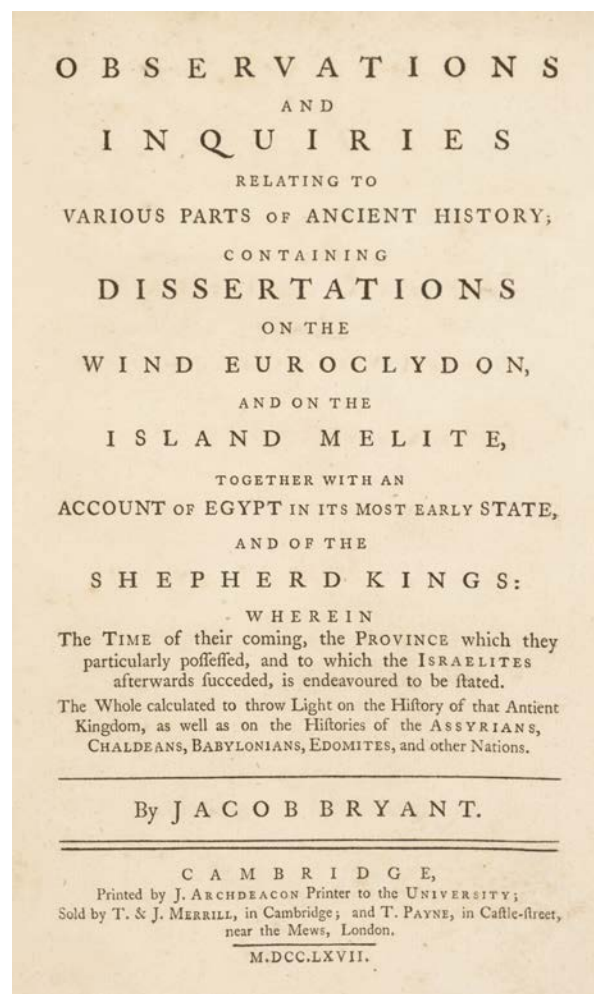 OBSERVATIONS
AND
INQUIRIES
RELATING TO
VARIOUS PARTS OF ANCIENT HISTORY;
CONTAINING
DISSERTATIONS
ON THE
WIND EUROCLYDON,
AND ON THE
ISLAND MELITE,
TOGETHER WITH AN
ACCOUNT OF EGYPT IN ITS MOST EARLY STATE,
AND OF THE
SHEPHERD KINGS:
WHEREIN
The TIME of their coming, the PROVINCE which they
particularly poſſeſſed, and to which the ISRAELITES
afterwards ſucceded, is endeavoured to be ſtated.
The Whole calculated to throw Light on the Hiſtory of that Antient
Kingdom, as well as on the Hiſtories of the ASSYRIANS,
CHALDEANS, BABYLONIANS, EDOMITES, and other Nations.
By JACOB BRYANT.
CAMBRIDGE,
Printed by J. ARCHDEACON Printer to the UNIVERSITY;
Sold by T. & J. MERRILL, in Cambridge; and T. PAYNE, in Caſtle-ſtreet,
near the Mews, London.
M.DCC.LXVII.